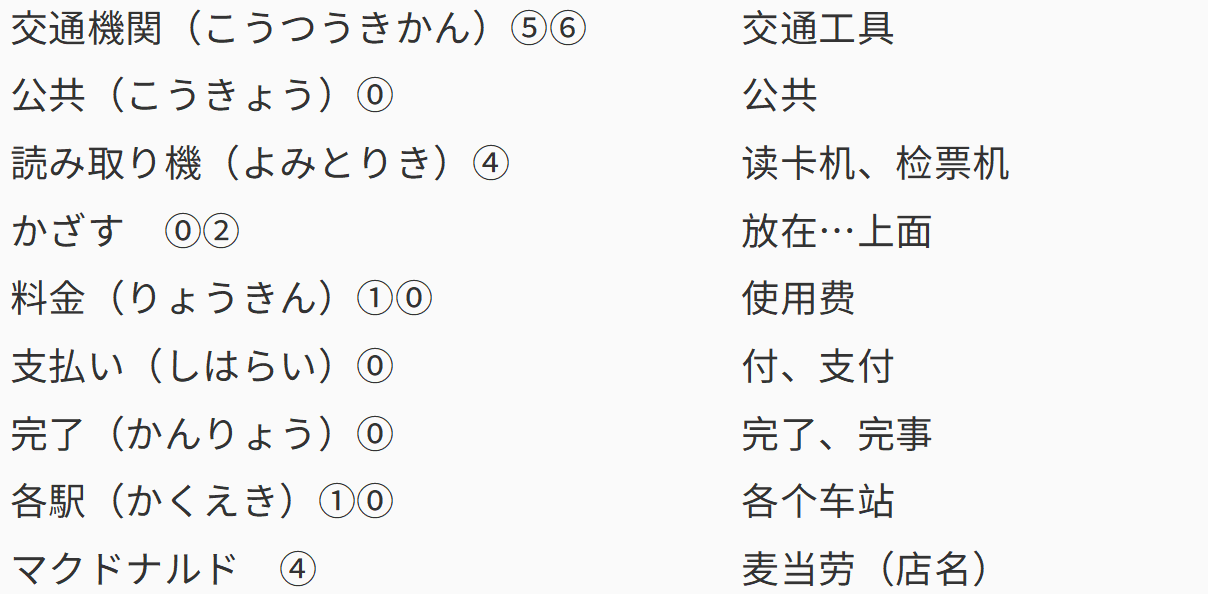 交通機関（こうつうきかん）⑤⑥ 交通工具
公共（こうきょう）⓪ 公共
読み取り機（よみとりき）④ 读卡机、检票机
かざす　⓪② 放在…上面
料金（りょうきん）①⓪ 使用费
支払い（しはらい）⓪ 付、支付
完了（かんりょう）⓪ 完了、完事
各駅（かくえき）①⓪ 各个车站
マクドナルド　④ 麦当劳（店名）